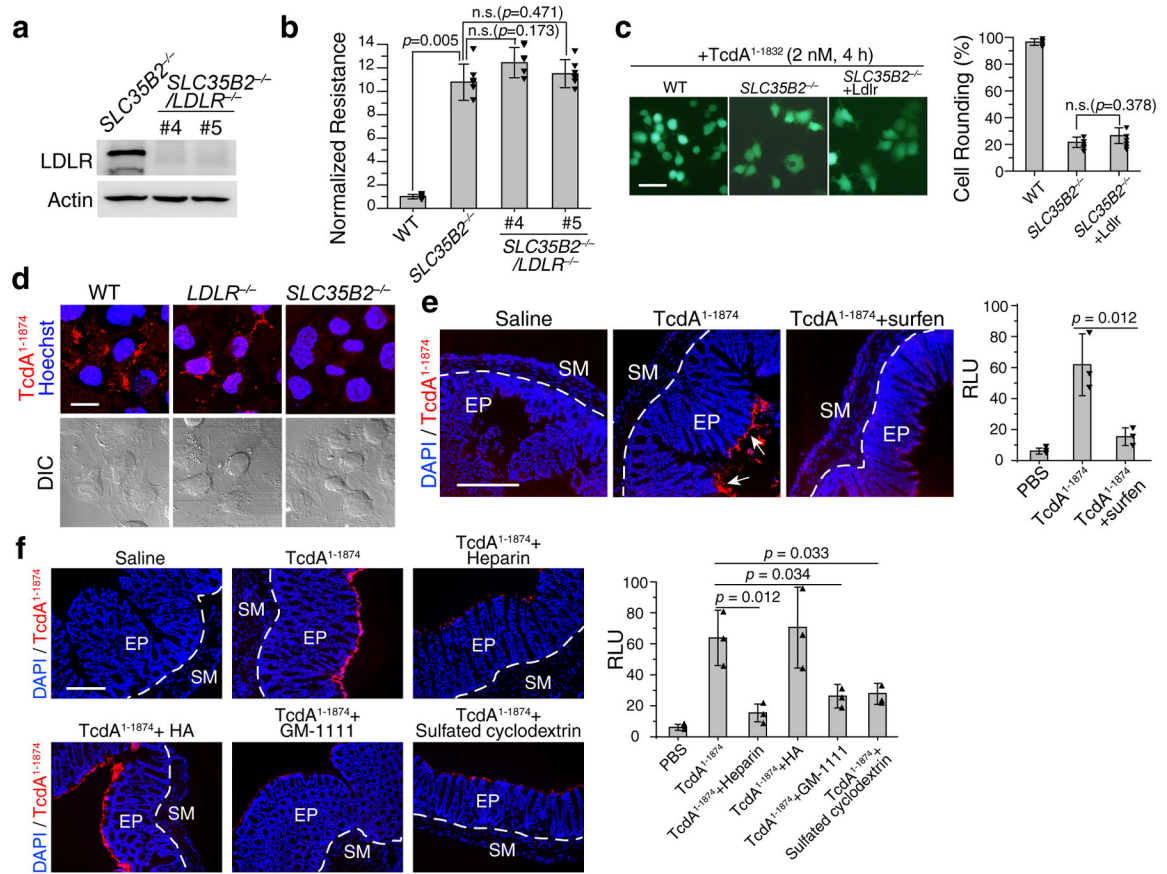 a
SLC35B2⁻/⁻
SLC35B2⁻/⁻
/LDLR⁻/⁻
#4 #5
LDLR
Actin
b
n.s.(p=0.471)
n.s.(p=0.173)
p=0.005
Normalized Resistance
14
12
10
8
6
4
2
0
WT
SLC35B2⁻/⁻
#4 #5
SLC35B2⁻/⁻
/LDLR⁻/⁻
c
+TcdA¹⁻¹⁸³² (2 nM, 4 h)
WT
SLC35B2⁻/⁻
SLC35B2⁻/⁻
+Ldlr
Cell Rounding (%)
100
80
60
40
20
0
n.s.(p=0.378)
WT
SLC35B2⁻/⁻
SLC35B2⁻/⁻
+Ldlr
d
WT
LDLR⁻/⁻
SLC35B2⁻/⁻
TcdA¹⁻¹⁸⁷⁴
Hoechst
DIC
e
Saline
TcdA¹⁻¹⁸⁷⁴
TcdA¹⁻¹⁸⁷⁴+surfen
DAPI / TcdA¹⁻¹⁸⁷⁴
SM
EP
SM
EP
SM
EP
RLU
100
80
60
40
20
0
p = 0.012
PBS
TcdA¹⁻¹⁸⁷⁴
TcdA¹⁻¹⁸⁷⁴
+surfen
f
Saline
TcdA¹⁻¹⁸⁷⁴
TcdA¹⁻¹⁸⁷⁴+
Heparin
DAPI / TcdA¹⁻¹⁸⁷⁴
EP
SM
SM
EP
EP
SM
TcdA¹⁻¹⁸⁷⁴+ HA
TcdA¹⁻¹⁸⁷⁴+
GM-1111
TcdA¹⁻¹⁸⁷⁴+
Sulfated cyclodextrin
DAPI / TcdA¹⁻¹⁸⁷⁴
EP
SM
EP
SM
EP
SM
RLU
100
80
60
40
20
0
p = 0.033
p = 0.034
p = 0.012
PBS
TcdA¹⁻¹⁸⁷⁴
TcdA¹⁻¹⁸⁷⁴+Heparin
TcdA¹⁻¹⁸⁷⁴+HA
TcdA¹⁻¹⁸⁷⁴+GM-1111
TcdA¹⁻¹⁸⁷⁴+
Sulfated cyclodextrin